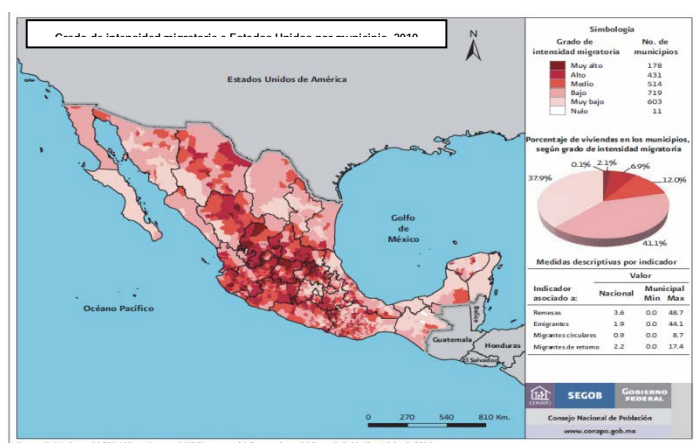 Grado de intensidad migratoria a Estados Unidos por municipio, 2010
N
Estados Unidos de América
Golfo
de
México
Océano Pacífico
Belice
Guatemala
Honduras
El Salvador
0 270 540 810 Km.
Simbología
Grado de intensidad migratoria No. de municipios
Muy alto 178
Alto 431
Medio 514
Bajo 719
Muy bajo 603
Nulo 11
Porcentaje de viviendas en los municipios,
según grado de intensidad migratoria
0.1% 2.1% 6.9%
37.9% 12.0%
41.1%
Medidas descriptivas por indicador
Valor
Indicador asociado a: Nacional Municipal
Min Max
Remesas 3.6 0.0 48.7
Emigrantes 1.9 0.0 44.1
Migrantes circulares 0.9 0.0 8.7
Migrantes de retorno 2.2 0.0 17.4
CONAPO SEGOB GOBIERNO
FEDERAL
Consejo Nacional de Población
www.conapo.gob.mx